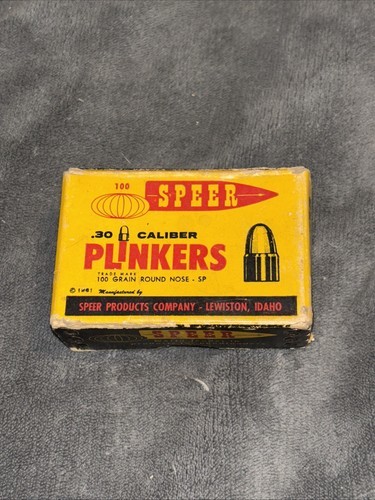 100
SPEER
.30 CALIBER
PLINKERS
TRADE MARK
100 GRAIN ROUND NOSE - SP
© 1961 Manufactured by
SPEER PRODUCTS COMPANY - LEWISTON, IDAHO
SPEER